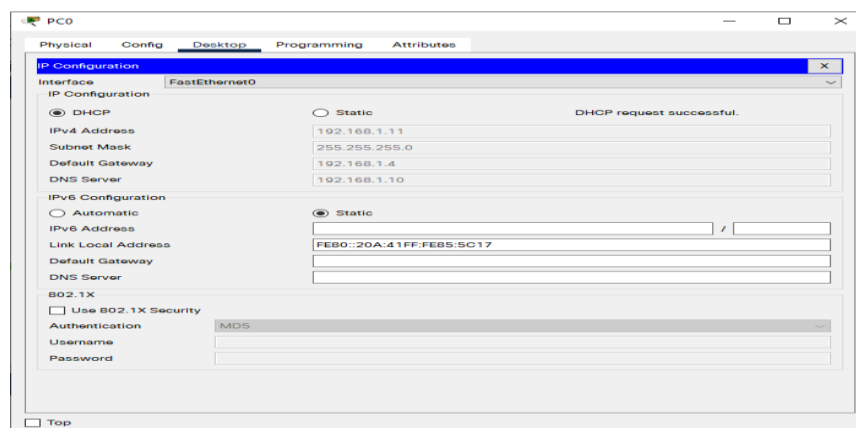 PC0
Physical Config Desktop Programming Attributes
IP Configuration X
Interface FastEthernet0
IP Configuration
DHCP Static DHCP request successful.
IPv4 Address 192.168.1.11
Subnet Mask 255.255.255.0
Default Gateway 192.168.1.4
DNS Server 192.168.1.10
IPv6 Configuration
Automatic Static
IPv6 Address /
Link Local Address FE80::20A:41FF:FE85:5C17
Default Gateway
DNS Server
802.1X
Use 802.1X Security
Authentication MD5
Username
Password
Top